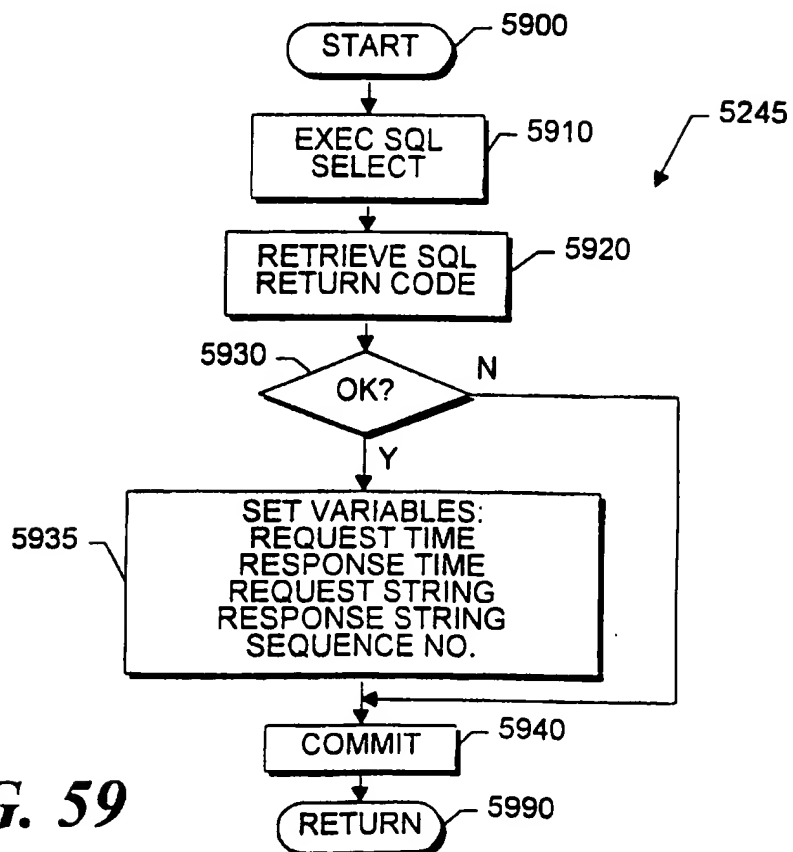 START
5900
5245
EXEC SQL
SELECT
5910
RETRIEVE SQL
RETURN CODE
5920
5930
OK?
N
Y
5935
SET VARIABLES:
REQUEST TIME
RESPONSE TIME
REQUEST STRING
RESPONSE STRING
SEQUENCE NO.
COMMIT
5940
RETURN
5990
G. 59